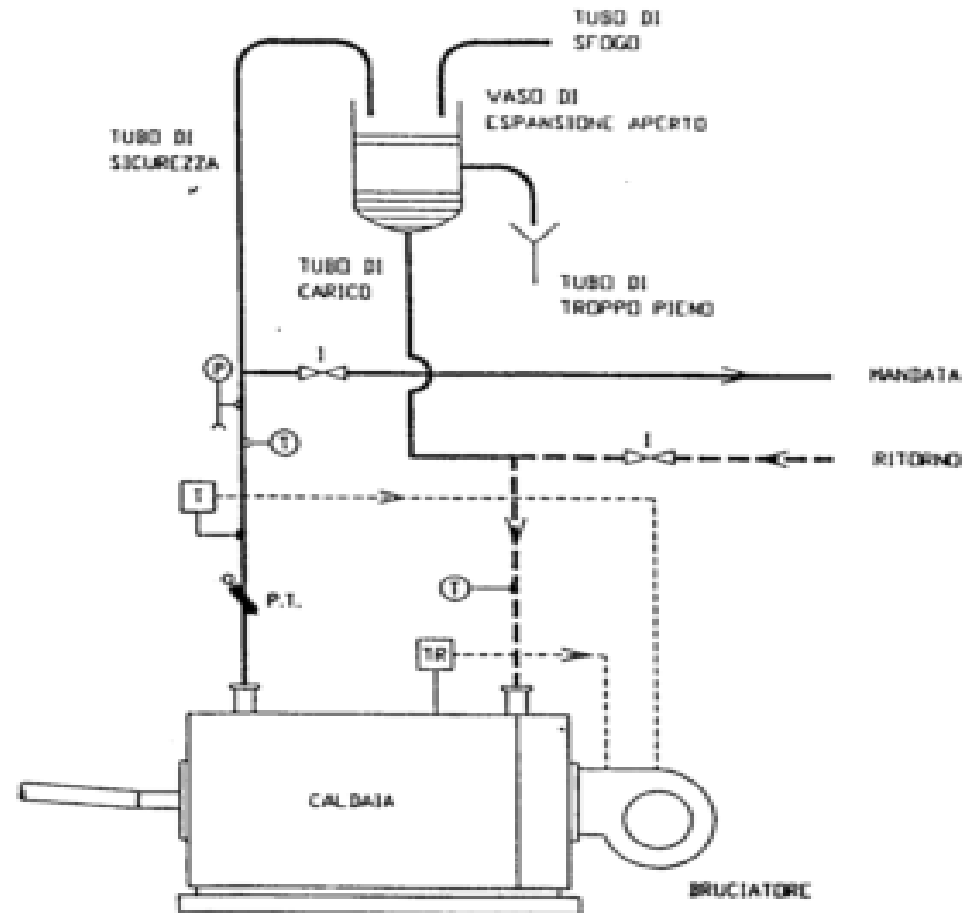 TUBO DI
SFOGO
VASO DI
ESPANSIONE APERTO
TUBO DI
SICUREZZA
TUBO DI
CARICO
TUBO DI
TROPPO PIENO
I
P
MANDATA
T
I
RITORNO
T
T
P.T.
TR
CALDAIA
BRUCIATORE